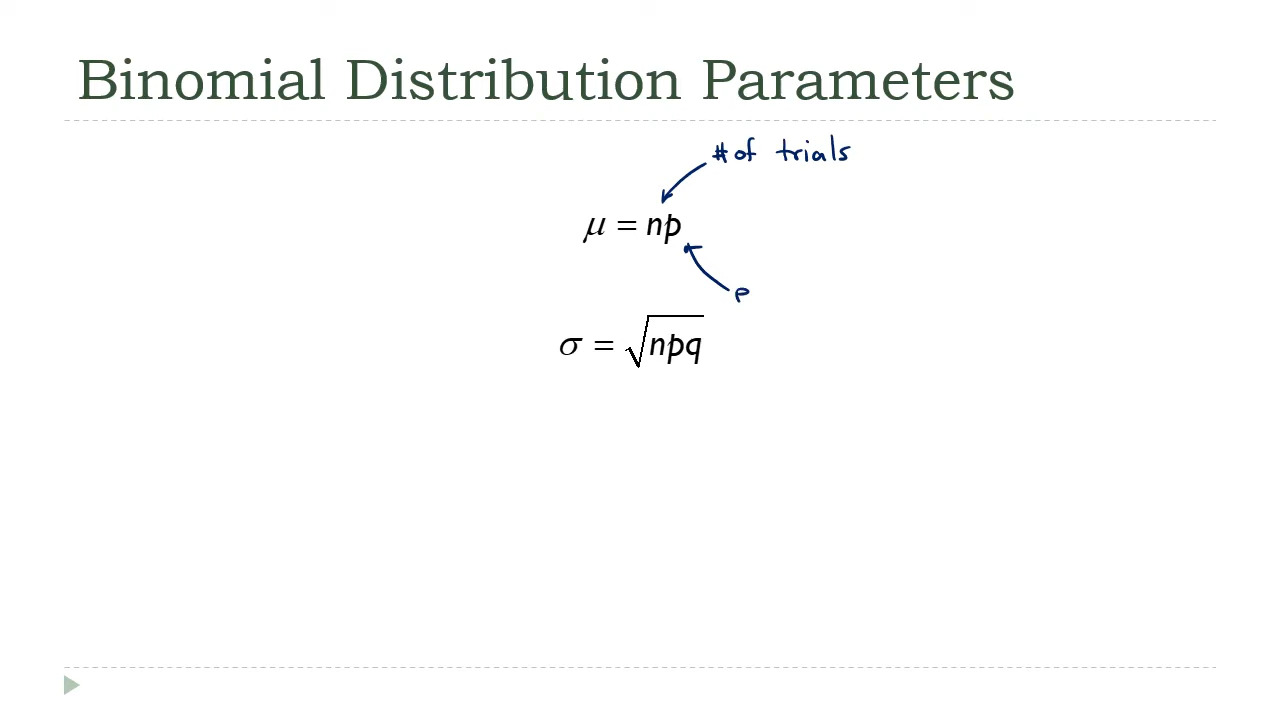 Binomial Distribution Parameters
# of trials
μ = np
p
σ = √npq